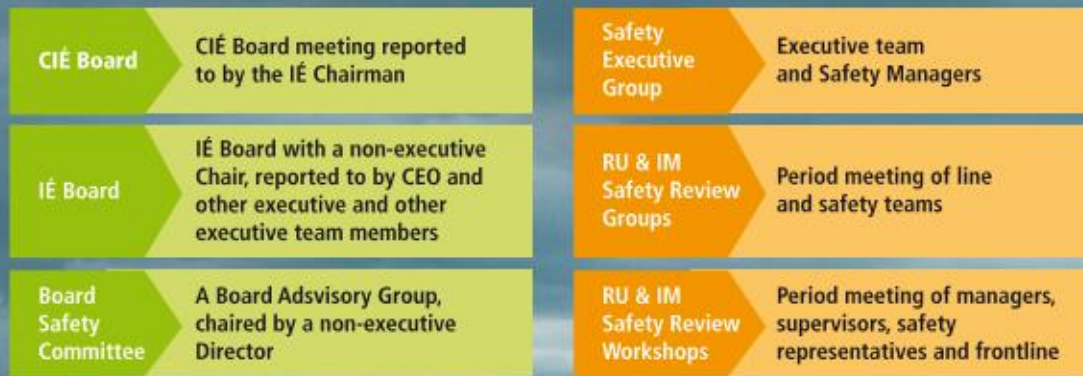 CIÉ Board
CIÉ Board meeting reported
to by the IÉ Chairman
IÉ Board
IÉ Board with a non-executive
Chair, reported to by CEO and
other executive and other
executive team members
Board
Safety
Committee
A Board Adsvisory Group,
chaired by a non-executive
Director
Safety
Executive
Group
Executive team
and Safety Managers
RU & IM
Safety Review
Groups
Period meeting of line
and safety teams
RU & IM
Safety Review
Workshops
Period meeting of managers,
supervisors, safety
representatives and frontline